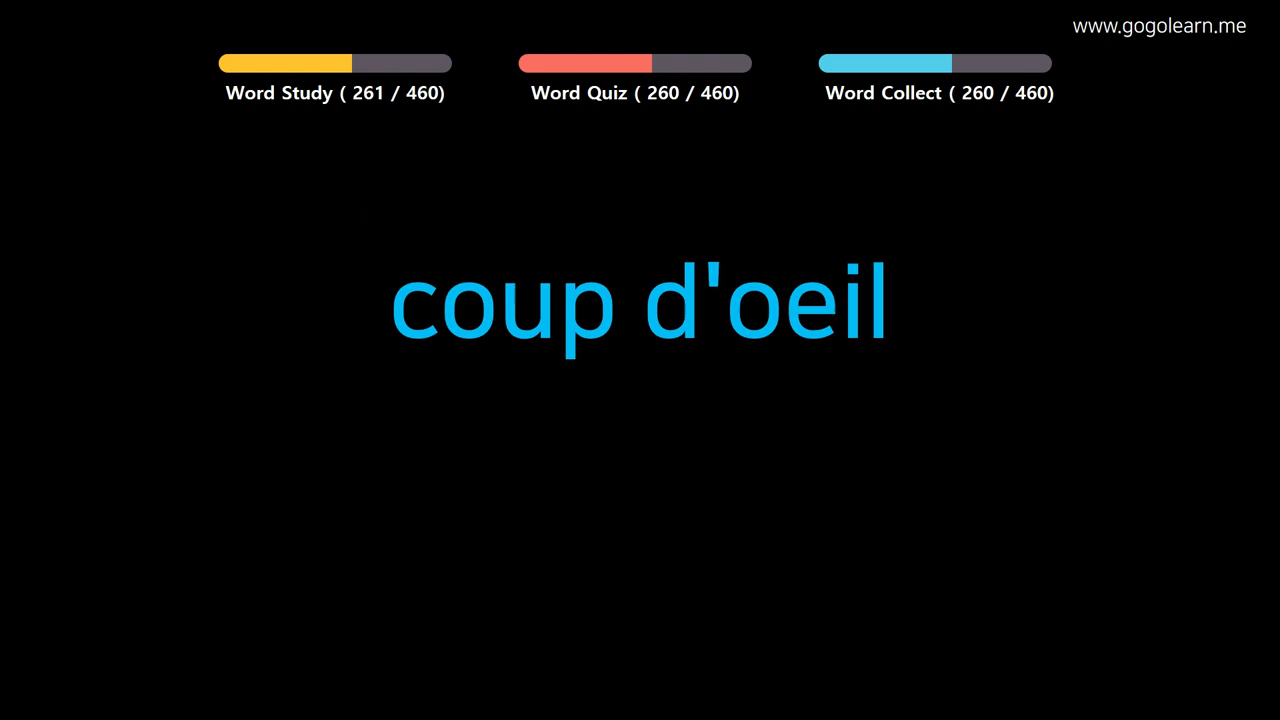 www.gogolearn.me
Word Study ( 261 / 460)
Word Quiz ( 260 / 460)
Word Collect ( 260 / 460)
coup d'oeil